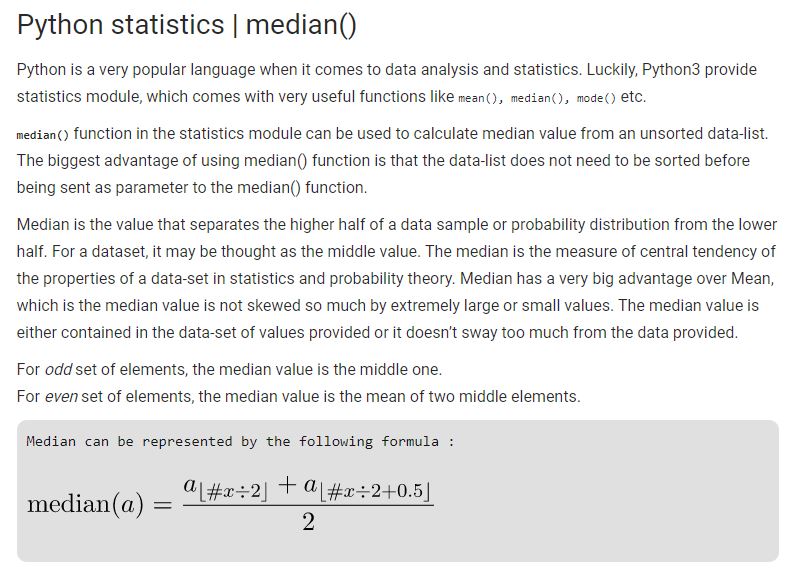 Python statistics | median()
Python is a very popular language when it comes to data analysis and statistics. Luckily, Python3 provide
statistics module, which comes with very useful functions like mean(), median(), mode() etc.
median() function in the statistics module can be used to calculate median value from an unsorted data-list.
The biggest advantage of using median() function is that the data-list does not need to be sorted before
being sent as parameter to the median() function.
Median is the value that separates the higher half of a data sample or probability distribution from the lower
half. For a dataset, it may be thought as the middle value. The median is the measure of central tendency of
the properties of a data-set in statistics and probability theory. Median has a very big advantage over Mean,
which is the median value is not skewed so much by extremely large or small values. The median value is
either contained in the data-set of values provided or it doesn't sway too much from the data provided.
For odd set of elements, the median value is the middle one.
For even set of elements, the median value is the mean of two middle elements.
Median can be represented by the following formula :
median(a) = (a⌊#x÷2⌋ + a⌊#x÷2+0.5⌋) / 2